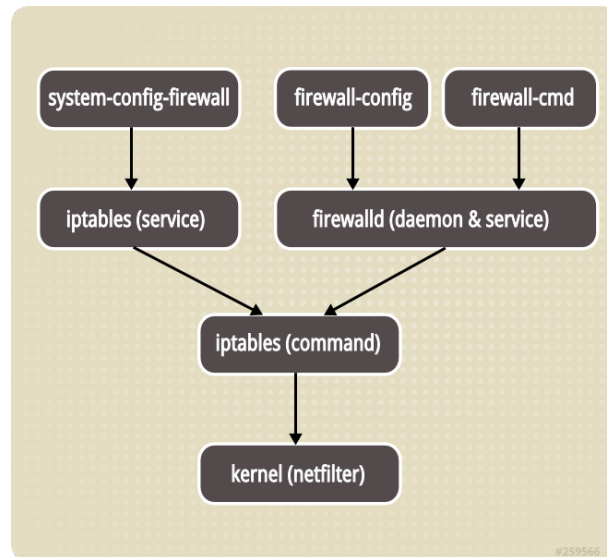 system-config-firewall
firewall-config
firewall-cmd
iptables (service)
firewalld (daemon & service)
iptables (command)
kernel (netfilter)
#259566